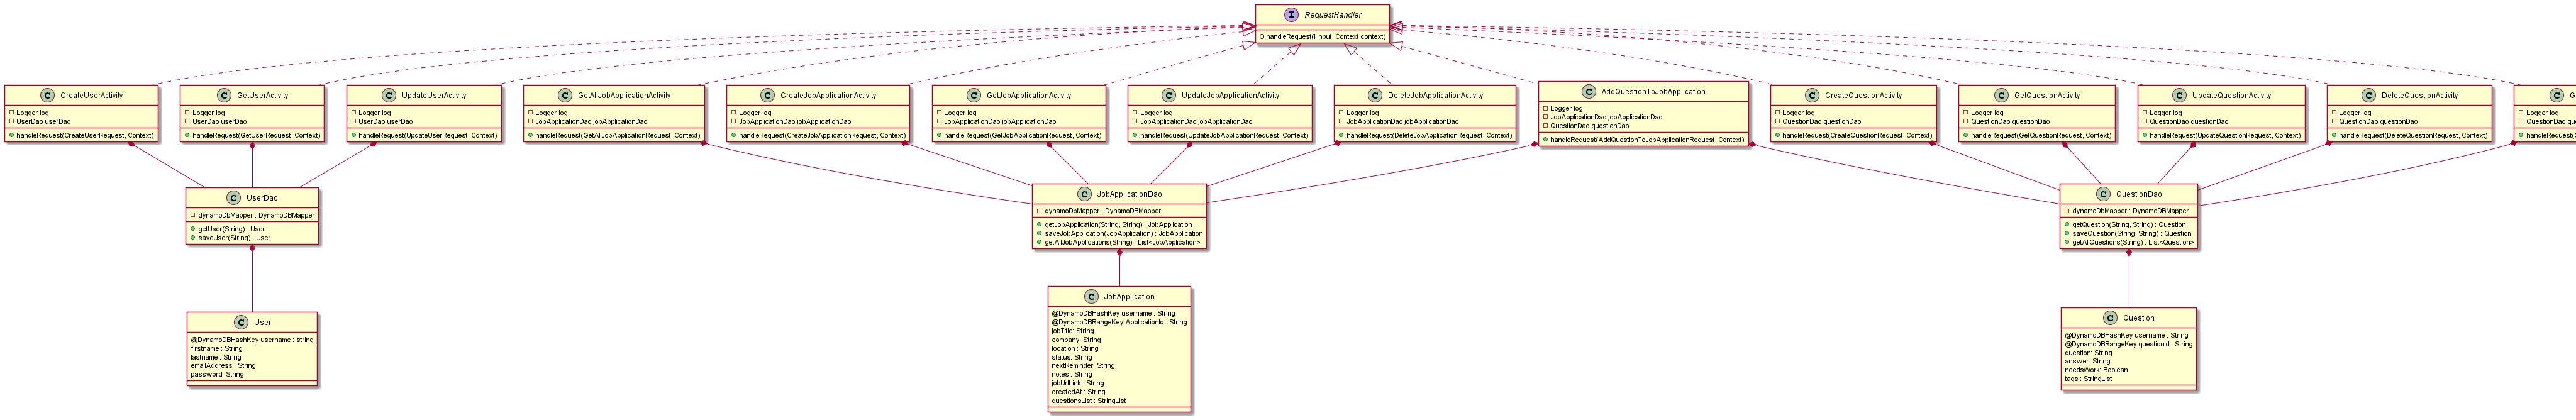 I RequestHandler
O handleRequest(I input, Context context)
C CreateUserActivity
Logger log
UserDao userDao
handleRequest(CreateUserRequest, Context)
C GetUserActivity
Logger log
UserDao userDao
handleRequest(GetUserRequest, Context)
C UpdateUserActivity
Logger log
UserDao userDao
handleRequest(UpdateUserRequest, Context)
C GetAllJobApplicationActivity
Logger log
JobApplicationDao jobApplicationDao
handleRequest(GetAllJobApplicationRequest, Context)
C CreateJobApplicationActivity
Logger log
JobApplicationDao jobApplicationDao
handleRequest(CreateJobApplicationRequest, Context)
C GetJobApplicationActivity
Logger log
JobApplicationDao jobApplicationDao
handleRequest(GetJobApplicationRequest, Context)
C UpdateJobApplicationActivity
Logger log
JobApplicationDao jobApplicationDao
handleRequest(UpdateJobApplicationRequest, Context)
C DeleteJobApplicationActivity
Logger log
JobApplicationDao jobApplicationDao
handleRequest(DeleteJobApplicationRequest, Context)
C AddQuestionToJobApplication
Logger log
JobApplicationDao jobApplicationDao
QuestionDao questionDao
handleRequest(AddQuestionToJobApplicationRequest, Context)
C CreateQuestionActivity
Logger log
QuestionDao questionDao
handleRequest(CreateQuestionRequest, Context)
C GetQuestionActivity
Logger log
QuestionDao questionDao
handleRequest(GetQuestionRequest, Context)
C UpdateQuestionActivity
Logger log
QuestionDao questionDao
handleRequest(UpdateQuestionRequest, Context)
C DeleteQuestionActivity
Logger log
QuestionDao questionDao
handleRequest(DeleteQuestionRequest, Context)
C G
Logger log
QuestionDao que
handleRequest(
C UserDao
dynamoDbMapper : DynamoDBMapper
getUser(String) : User
saveUser(String) : User
C JobApplicationDao
dynamoDbMapper : DynamoDBMapper
getJobApplication(String, String) : JobApplication
saveJobApplication(JobApplication) : JobApplication
getAllJobApplications(String) : List<JobApplication>
C QuestionDao
dynamoDbMapper : DynamoDBMapper
getQuestion(String, String) : Question
saveQuestion(String, String) : Question
getAllQuestions(String) : List<Question>
C User
@DynamoDBHashKey username : string
firstname : String
lastname : String
emailAddress : String
password: String
C JobApplication
@DynamoDBHashKey username : String
@DynamoDBRangeKey ApplicationId : String
jobTitle: String
company: String
location : String
status: String
nextReminder: String
notes : String
jobUrlLink : String
createdAt : String
questionsList : StringList
C Question
@DynamoDBHashKey username : String
@DynamoDBRangeKey questionId : String
question: String
answer: String
needsWork: Boolean
tags : StringList